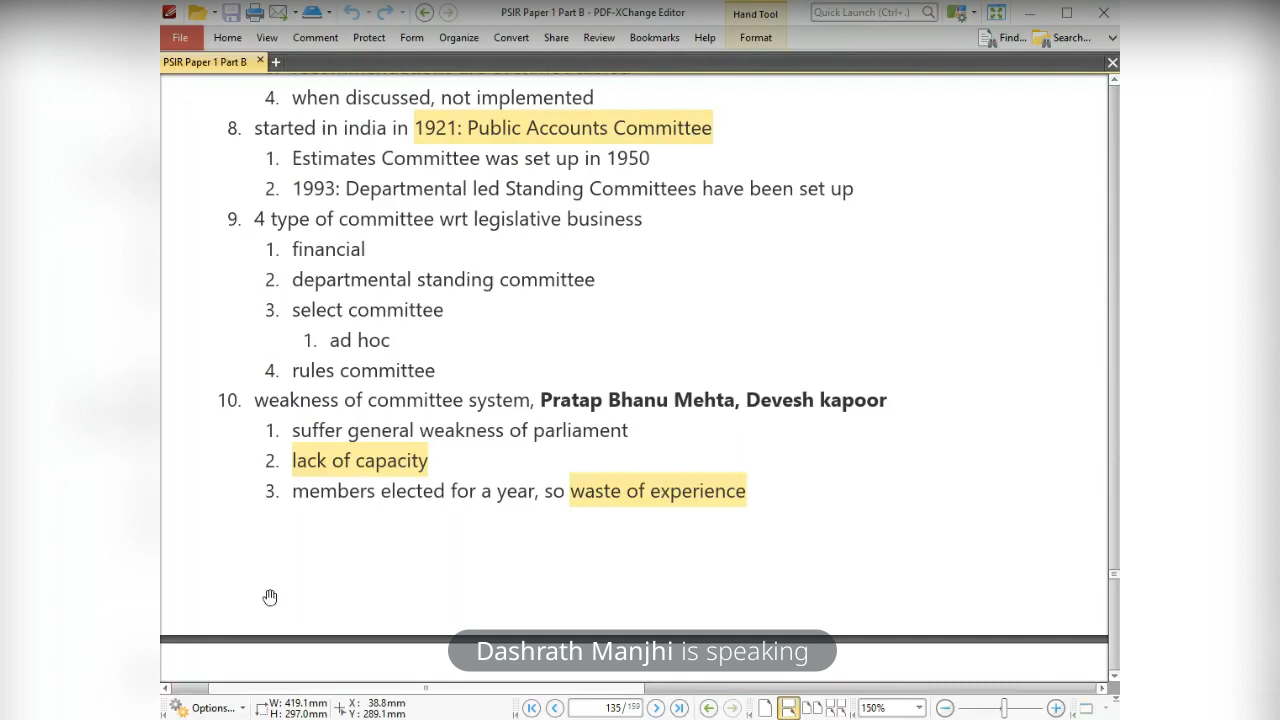 PSIR Paper 1 Part B - PDF-XChange Editor
Hand Tool
Quick Launch (Ctrl+.)
File Home View Comment Protect Form Organize Convert Share Review Bookmarks Help Format Find... Search...
PSIR Paper 1 Part B
4. when discussed, not implemented
8. started in india in 1921: Public Accounts Committee
1. Estimates Committee was set up in 1950
2. 1993: Departmental led Standing Committees have been set up
9. 4 type of committee wrt legislative business
1. financial
2. departmental standing committee
3. select committee
1. ad hoc
4. rules committee
10. weakness of committee system, Pratap Bhanu Mehta, Devesh kapoor
1. suffer general weakness of parliament
2. lack of capacity
3. members elected for a year, so waste of experience
Dashrath Manjhi is speaking
Options... W: 419.1mm X: 38.8mm
H: 297.0mm Y: 289.1mm
135/159
150%